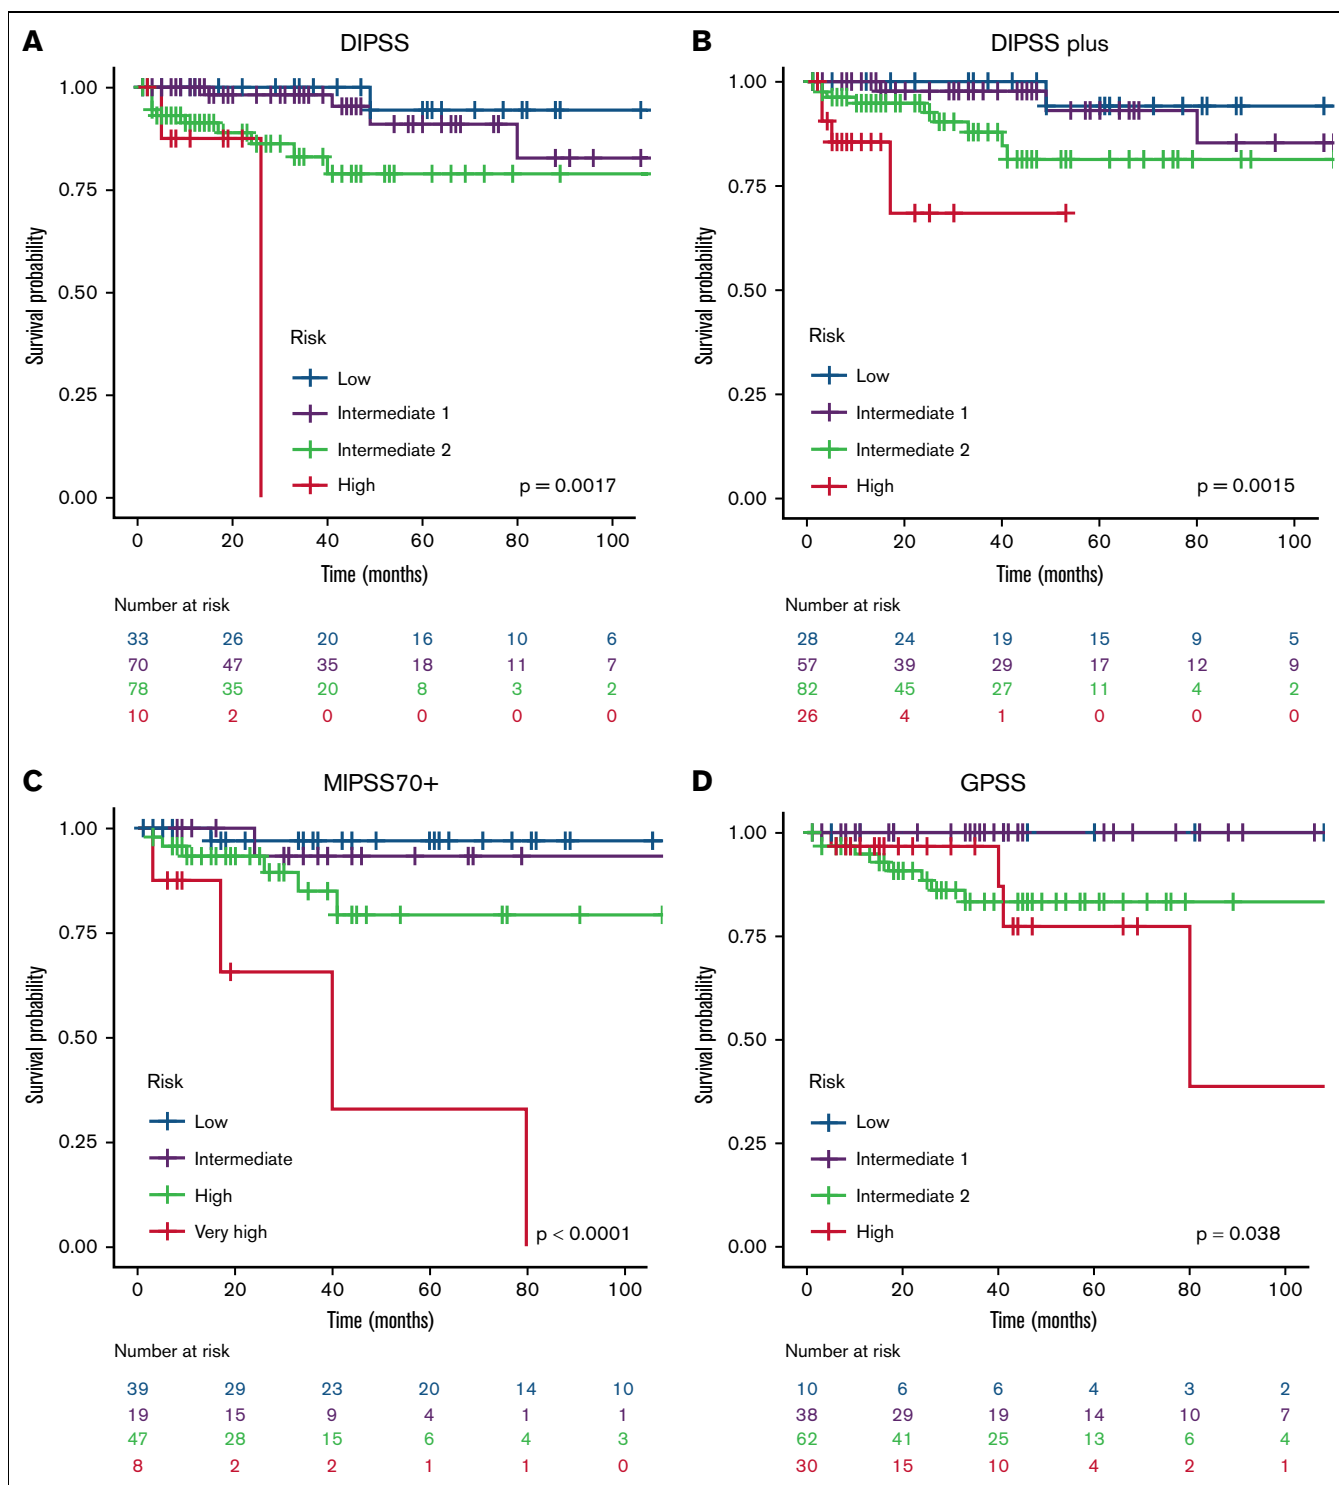 A
DIPSS
1.00
0.75
0.50
0.25
0.00
Survival probability
Risk
Low
Intermediate 1
Intermediate 2
High
p = 0.0017
0 20 40 60 80 100
Time (months)
Number at risk
33 26 20 16 10 6
70 47 35 18 11 7
78 35 20 8 3 2
10 2 0 0 0 0
B
DIPSS plus
1.00
0.75
0.50
0.25
0.00
Survival probability
Risk
Low
Intermediate 1
Intermediate 2
High
p = 0.0015
0 20 40 60 80 100
Time (months)
Number at risk
28 24 19 15 9 5
57 39 29 17 12 9
82 45 27 11 4 2
26 4 1 0 0 0
C
MIPSS70+
1.00
0.75
0.50
0.25
0.00
Survival probability
Risk
Low
Intermediate
High
Very high
p < 0.0001
0 20 40 60 80 100
Time (months)
Number at risk
39 29 23 20 14 10
19 15 9 4 1 1
47 28 15 6 4 3
8 2 2 1 1 0
D
GPSS
1.00
0.75
0.50
0.25
0.00
Survival probability
Risk
Low
Intermediate 1
Intermediate 2
High
p = 0.038
0 20 40 60 80 100
Time (months)
Number at risk
10 6 6 4 3 2
38 29 19 14 10 7
62 41 25 13 6 4
30 15 10 4 2 1